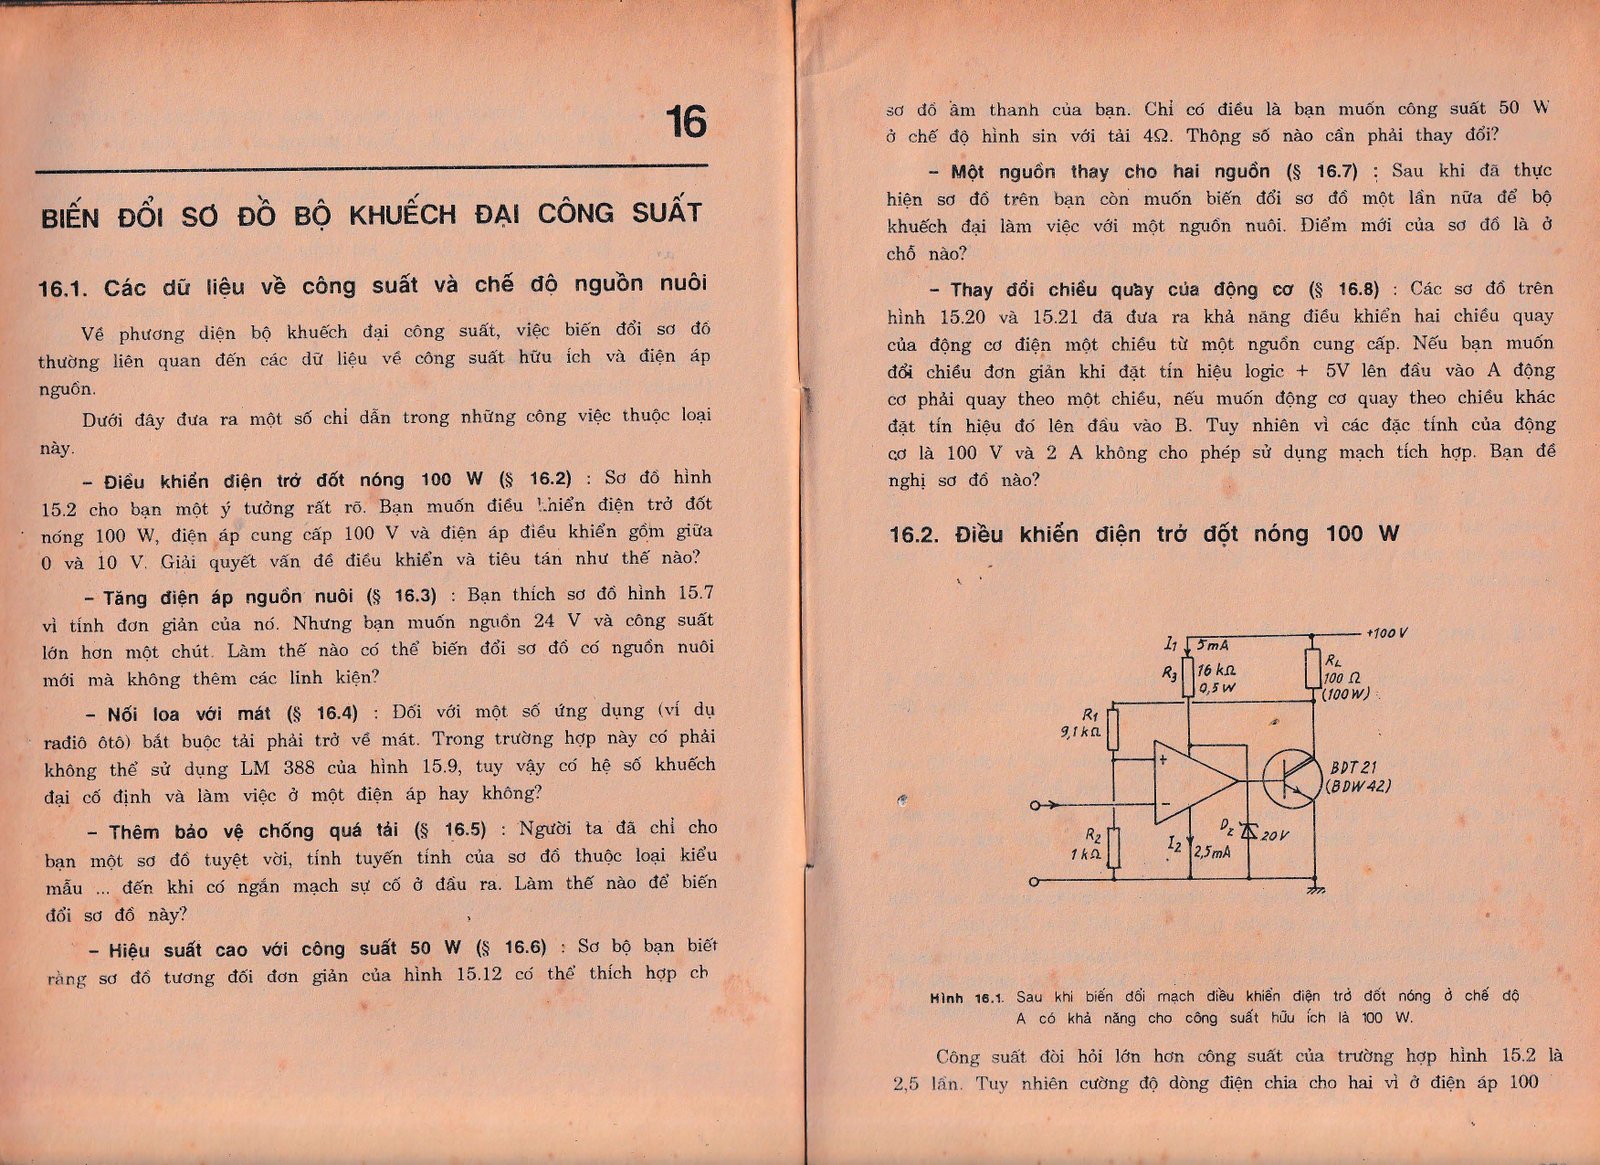 16
BIẾN ĐỔI SƠ ĐỒ BỘ KHUẾCH ĐẠI CÔNG SUẤT
16.1. Các dữ liệu về công suất và chế độ nguồn nuôi
Về phương diện bộ khuếch đại công suất, việc biến đổi sơ đồ
thường liên quan đến các dữ liệu về công suất hữu ích và điện áp
nguồn.
Dưới đây đưa ra một số chỉ dẫn trong những công việc thuộc loại
này.
– Điều khiển điện trở đốt nóng 100 W (§ 16.2) : Sơ đồ hình
15.2 cho bạn một ý tưởng rất rõ. Bạn muốn điều khiển điện trở đốt
nóng 100 W, điện áp cung cấp 100 V và điện áp điều khiển gồm giữa
0 và 10 V. Giải quyết vấn đề điều khiển và tiêu tán như thế nào?
– Tăng điện áp nguồn nuôi (§ 16.3) : Bạn thích sơ đồ hình 15.7
vì tính đơn giản của nó. Nhưng bạn muốn nguồn 24 V và công suất
lớn hơn một chút. Làm thế nào có thể biến đổi sơ đồ có nguồn nuôi
mới mà không thêm các linh kiện?
– Nối loa với mát (§ 16.4) : Đối với một số ứng dụng (ví dụ
rađiô ôtô) bắt buộc tải phải trở về mát. Trong trường hợp này có phải
không thể sử dụng LM 388 của hình 15.9, tuy vậy có hệ số khuếch
đại cố định và làm việc ở một điện áp hay không?
– Thêm bảo vệ chống quá tải (§ 16.5) : Người ta đã chỉ cho
bạn một sơ đồ tuyệt vời, tính tuyến tính của sơ đồ thuộc loại kiểu
mẫu ... đến khi có ngắn mạch sự cố ở đầu ra. Làm thế nào để biến
đổi sơ đồ này?
– Hiệu suất cao với công suất 50 W (§ 16.6) : Sơ bộ bạn biết
rằng sơ đồ tương đối đơn giản của hình 15.12 có thể thích hợp ch
sơ đồ âm thanh của bạn. Chỉ có điều là bạn muốn công suất 50 W
ở chế độ hình sin với tải 4Ω. Thông số nào cần phải thay đổi?
– Một nguồn thay cho hai nguồn (§ 16.7) : Sau khi đã thực
hiện sơ đồ trên bạn còn muốn biến đổi sơ đồ một lần nữa để bộ
khuếch đại làm việc với một nguồn nuôi. Điểm mới của sơ đồ là ở
chỗ nào?
– Thay đổi chiều quay của động cơ (§ 16.8) : Các sơ đồ trên
hình 15.20 và 15.21 đã đưa ra khả năng điều khiển hai chiều quay
của động cơ điện một chiều từ một nguồn cung cấp. Nếu bạn muốn
đổi chiều đơn giản khi đặt tín hiệu logic + 5V lên đầu vào A động
cơ phải quay theo một chiều, nếu muốn động cơ quay theo chiều khác
đặt tín hiệu đó lên đầu vào B. Tuy nhiên vì các đặc tính của động
cơ là 100 V và 2 A không cho phép sử dụng mạch tích hợp. Bạn đề
nghị sơ đồ nào?
16.2. Điều khiển điện trở đốt nóng 100 W
+100V
I1 5mA
R3 16kΩ
0,5W
RL
100 Ω
(100W)
R1
9,1kΩ
+
−
BDT21
(BDW42)
R2
1kΩ
I2 2,5mA
Dz 20V
Hình 16.1. Sau khi biến đổi mạch điều khiển điện trở đốt nóng ở chế độ
A có khả năng cho công suất hữu ích là 100 W.
Công suất đòi hỏi lớn hơn công suất của trường hợp hình 15.2 là
2,5 lần. Tuy nhiên cường độ dòng điện chia cho hai vì ở điện áp 100